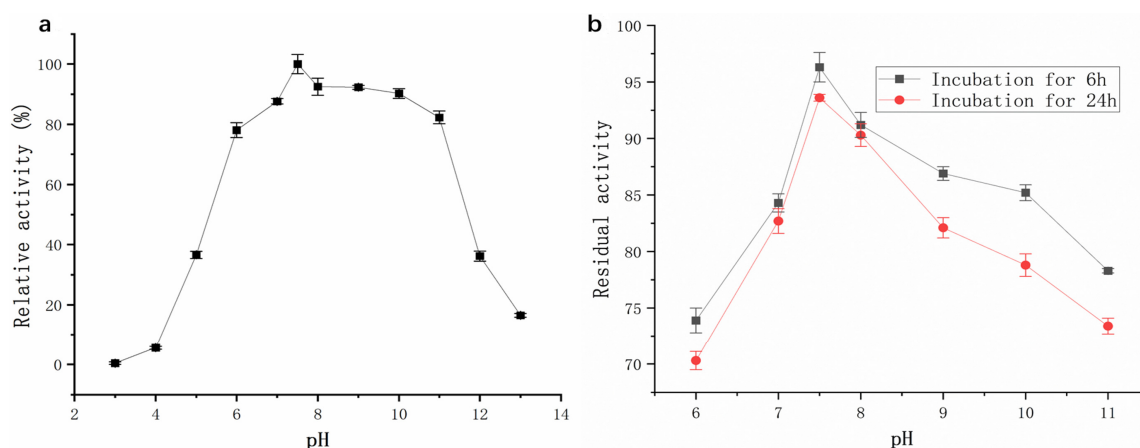 a
Relative activity (%)
100
80
60
40
20
0
2 4 6 8 10 12 14
pH
b
Residual activity
100
95
90
85
80
75
70
Incubation for 6h
Incubation for 24h
6 7 8 9 10 11
pH